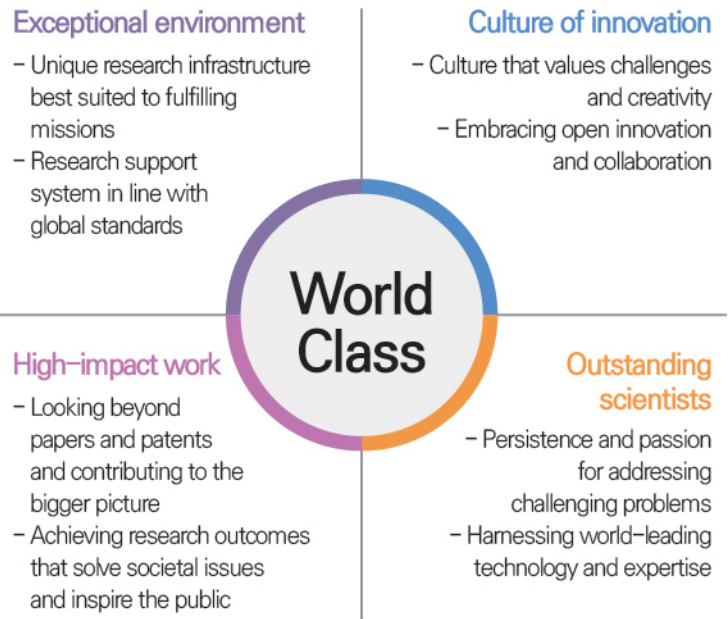 Exceptional environment
– Unique research infrastructure
best suited to fulfilling
missions
– Research support
system in line with
global standards
Culture of innovation
– Culture that values challenges
and creativity
– Embracing open innovation
and collaboration
World
Class
High-impact work
– Looking beyond
papers and patents
and contributing to the
bigger picture
– Achieving research outcomes
that solve societal issues
and inspire the public
Outstanding
scientists
– Persistence and passion
for addressing
challenging problems
– Harnessing world-leading
technology and expertise